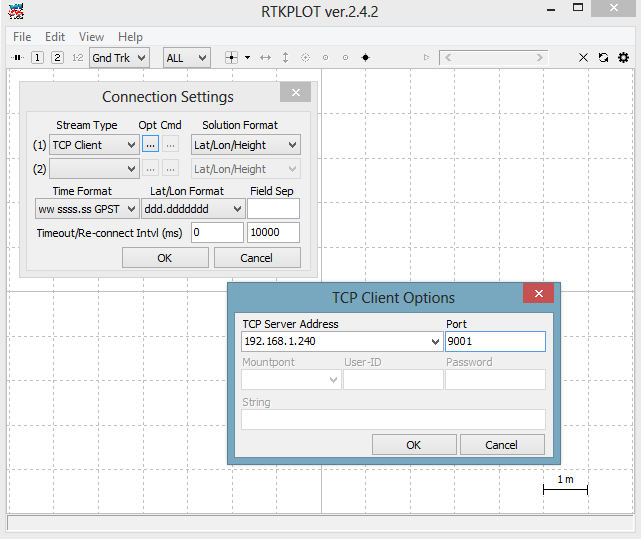 RTKPLOT ver.2.4.2
File Edit View Help
1 2 1-2 Gnd Trk ALL
Connection Settings
Stream Type Opt Cmd Solution Format
(1) TCP Client ... ... Lat/Lon/Height
(2) ... ... Lat/Lon/Height
Time Format Lat/Lon Format Field Sep
ww ssss.ss GPST ddd.ddddddd
Timeout/Re-connect Intvl (ms) 0 10000
OK Cancel
TCP Client Options
TCP Server Address Port
192.168.1.240 9001
Mountpont User-ID Password
String
OK Cancel
1 m